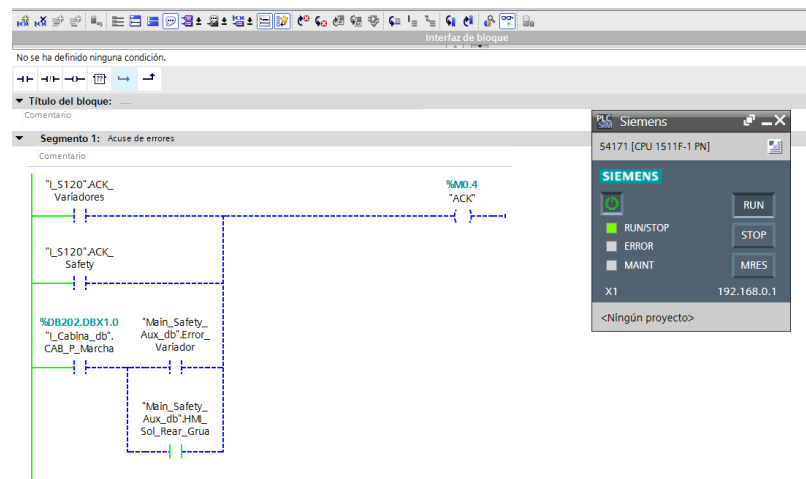 Interfaz de bloque
No se ha definido ninguna condición.
??
Título del bloque: .....
Comentario
Segmento 1: Acuse de errores
Comentario
"I_S120".ACK_
Variadores
%M0.4
"ACK"
"I_S120".ACK_
Safety
%DB202.DBX1.0
"I_Cabina_db".
CAB_P_Marcha
"Main_Safety_
Aux_db".Error_
Variador
"Main_Safety_
Aux_db".HMI_
Sol_Rear_Grua
PLC
SIM
Siemens
54171 [CPU 1511F-1 PN]
SIEMENS
RUN
RUN/STOP
STOP
ERROR
MAINT
MRES
X1
192.168.0.1
<Ningún proyecto>